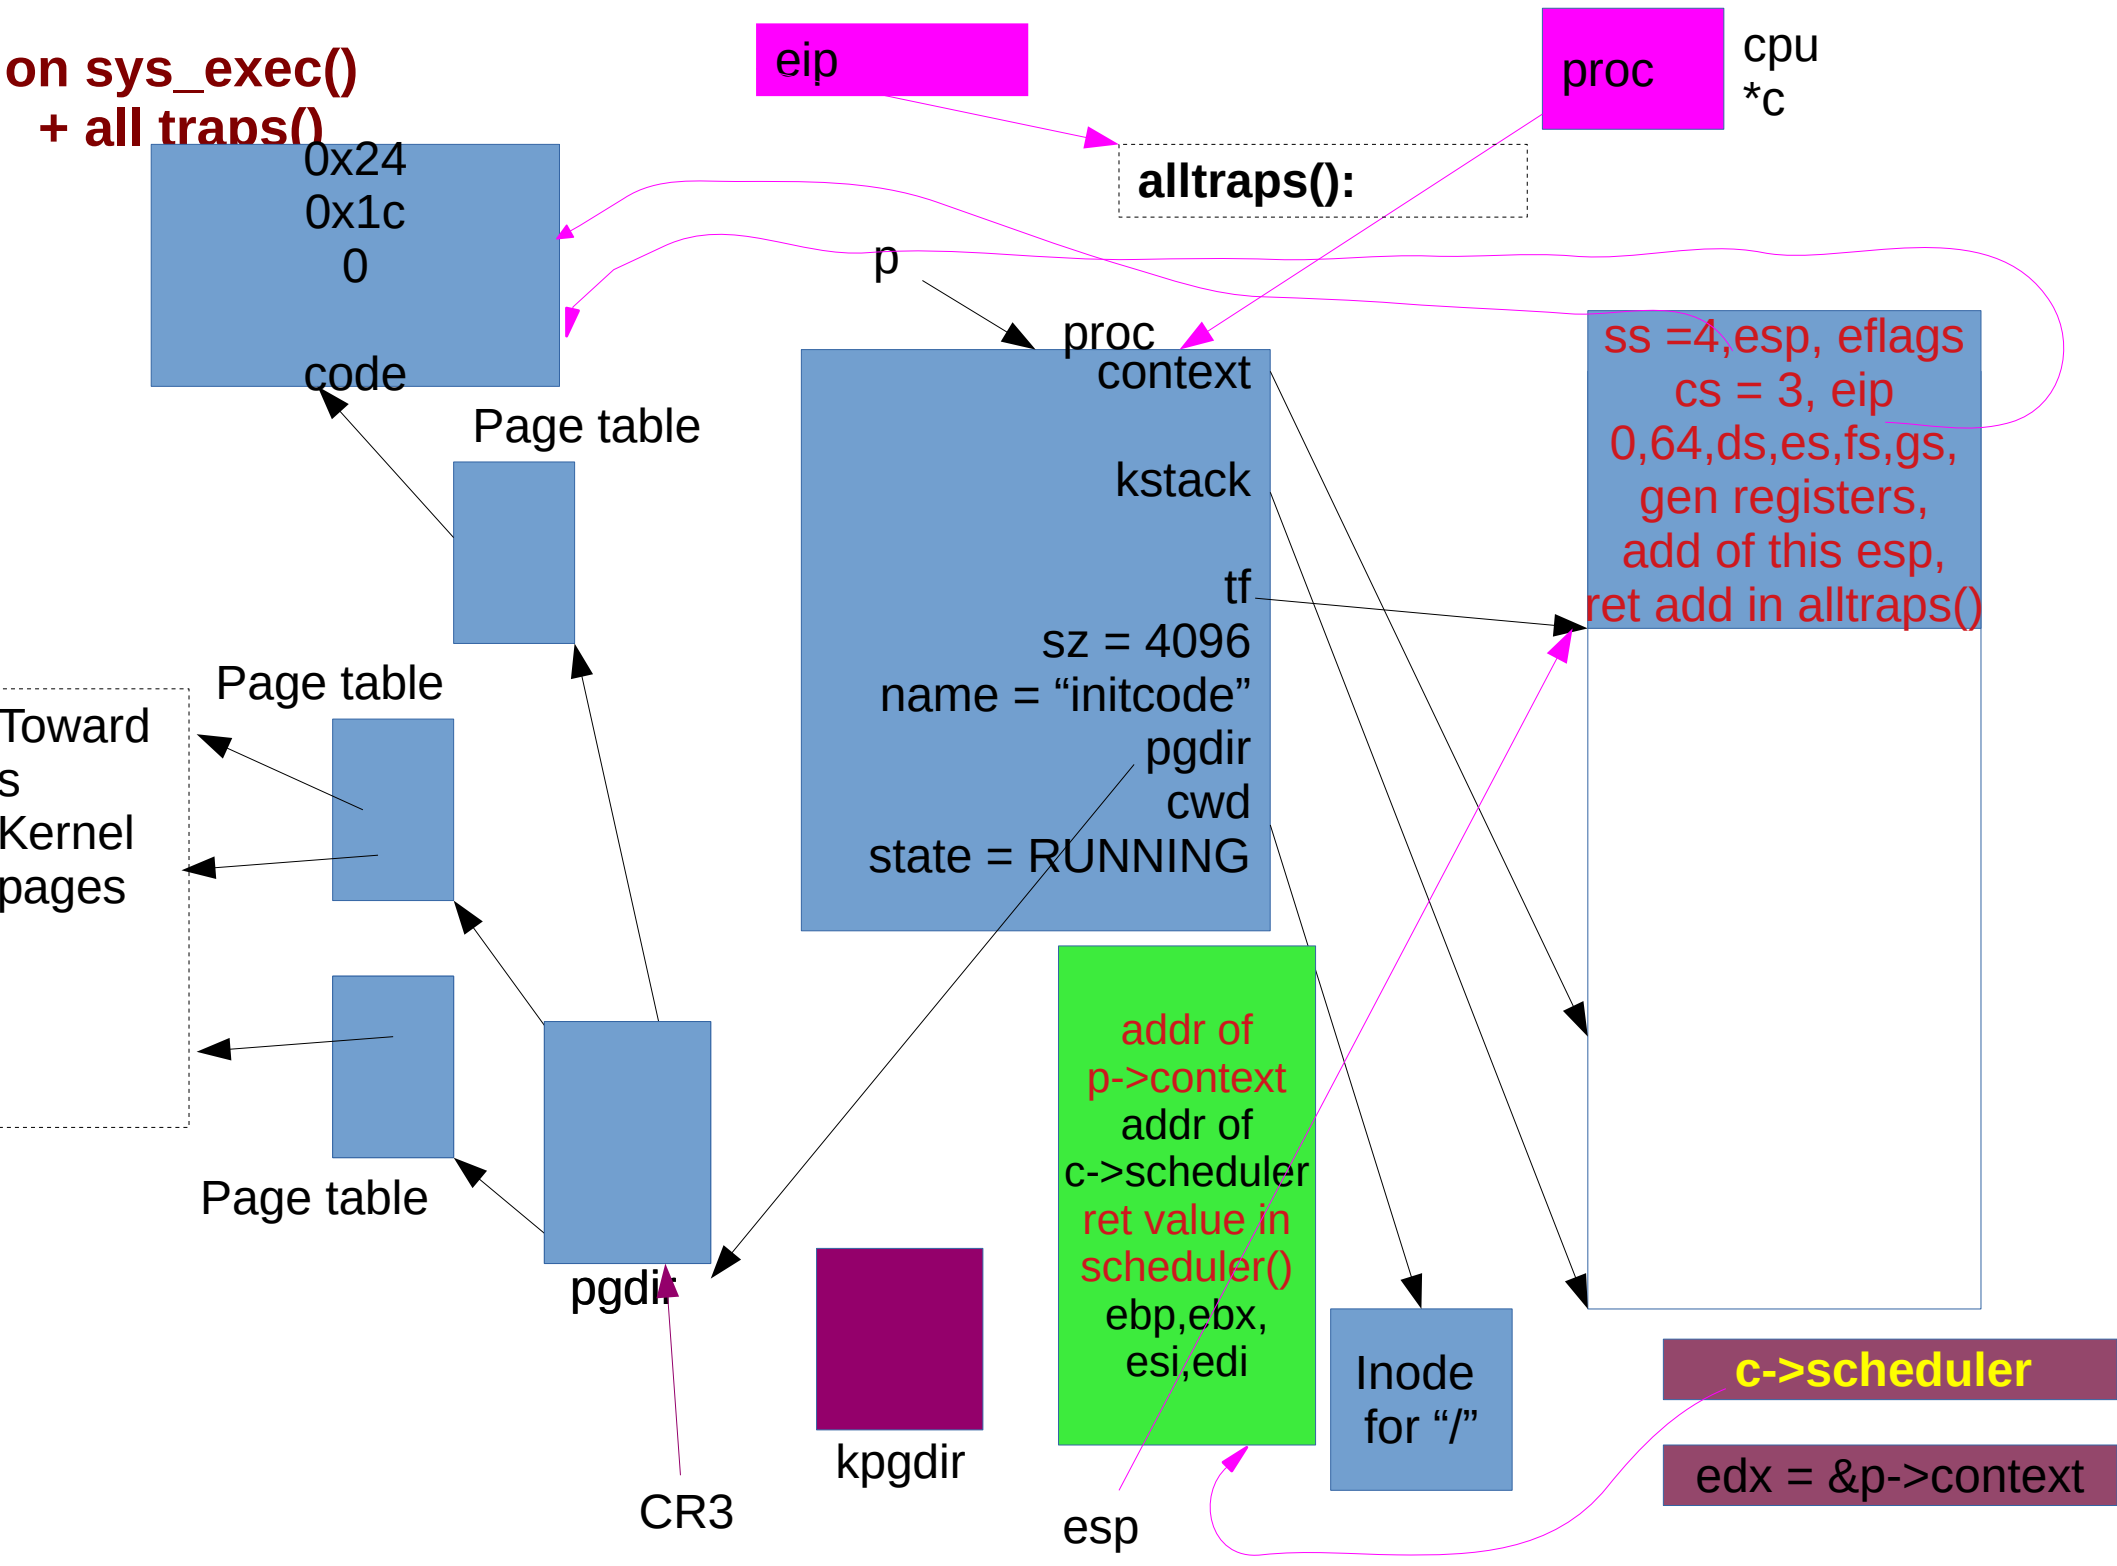 on sys_exec()
+ all traps()
eip
proc
cpu
*c
alltraps():
0x24
0x1c
0
code
p
proc
context
kstack
tf
sz = 4096
name = “initcode”
pgdir
cwd
state = RUNNING
ss =4,esp, eflags
cs = 3, eip
0,64,ds,es,fs,gs,
gen registers,
add of this esp,
ret add in alltraps()
Page table
Page table
Toward
s
Kernel
pages
Page table
pgdir
CR3
kpgdir
addr of
p->context
addr of
c->scheduler
ret value in
scheduler()
ebp,ebx,
esi,edi
esp
Inode
for “/”
c->scheduler
edx = &p->context